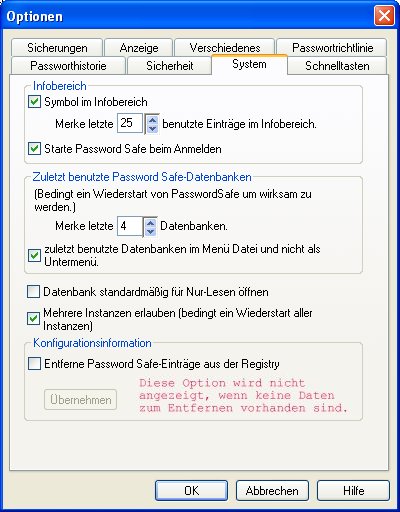 Optionen
Sicherungen
Anzeige
Verschiedenes
Passwortrichtlinie
Passworthistorie
Sicherheit
System
Schnelltasten
Infobereich
Symbol im Infobereich
Merke letzte 25 benutzte Einträge im Infobereich.
Starte Password Safe beim Anmelden
Zuletzt benutzte Password Safe-Datenbanken
(Bedingt ein Wiederstart von PasswordSafe um wirksam zu
werden.)
Merke letzte 4 Datenbanken.
zuletzt benutzte Datenbanken im Menü Datei und nicht als
Untermenü.
Datenbank standardmäßig für Nur-Lesen öffnen
Mehrere Instanzen erlauben (bedingt ein Wiederstart aller
Instanzen)
Konfigurationsinformation
Entferne Password Safe-Einträge aus der Registry
Übernehmen
Diese Option wird nicht
angezeigt, wenn keine Daten
zum Entfernen vorhanden sind.
OK
Abbrechen
Hilfe